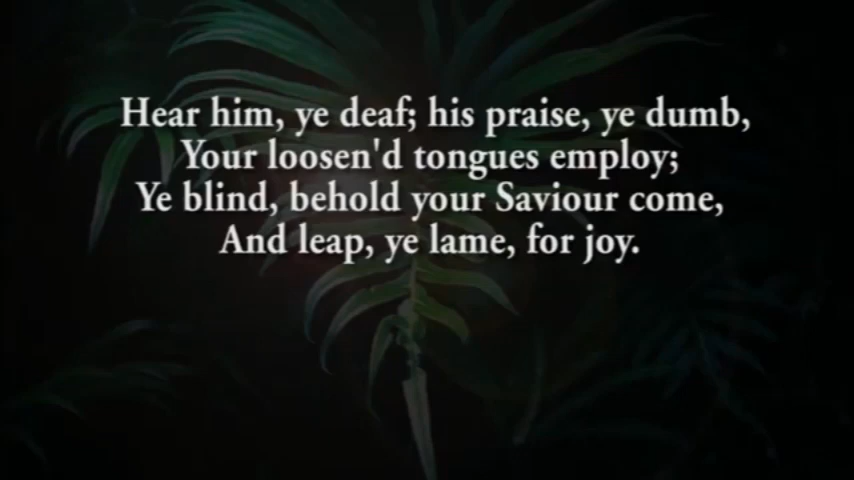 Hear him, ye deaf; his praise, ye dumb,
Your loosen'd tongues employ;
Ye blind, behold your Saviour come,
And leap, ye lame, for joy.